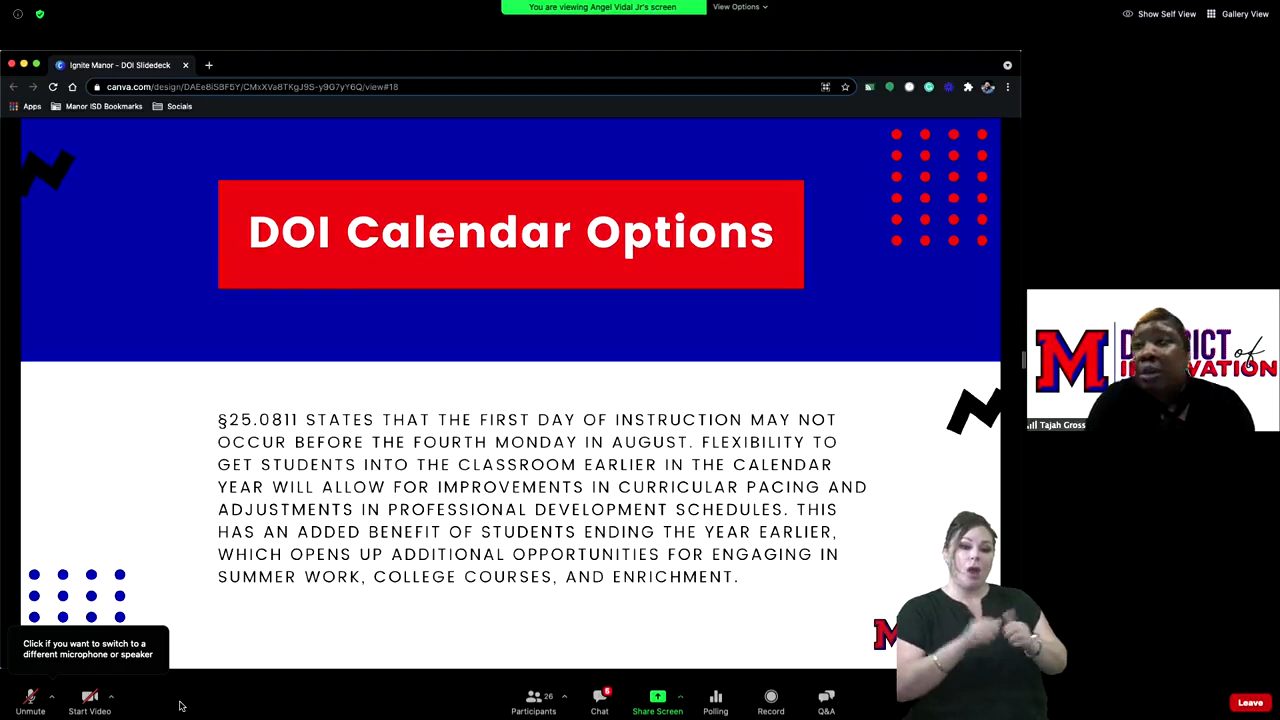 You are viewing Angel Vidal Jr's screen
View Options
Show Self View
Gallery View
Ignite Manor - DOI Slidedeck
canva.com/design/DAEe8iSBF5Y/CMxXVa8TKgJ9S-y9G7yY6Q/view#18
Apps
Manor ISD Bookmarks
Socials
DOI Calendar Options
§25.0811 STATES THAT THE FIRST DAY OF INSTRUCTION MAY NOT
OCCUR BEFORE THE FOURTH MONDAY IN AUGUST. FLEXIBILITY TO
GET STUDENTS INTO THE CLASSROOM EARLIER IN THE CALENDAR
YEAR WILL ALLOW FOR IMPROVEMENTS IN CURRICULAR PACING AND
ADJUSTMENTS IN PROFESSIONAL DEVELOPMENT SCHEDULES. THIS
HAS AN ADDED BENEFIT OF STUDENTS ENDING THE YEAR EARLIER,
WHICH OPENS UP ADDITIONAL OPPORTUNITIES FOR ENGAGING IN
SUMMER WORK, COLLEGE COURSES, AND ENRICHMENT.
M
of
Tajah Gross
M
Click if you want to switch to a
different microphone or speaker
Unmute
Start Video
26
Participants
6
Chat
Share Screen
Polling
Record
Q&A
Leave